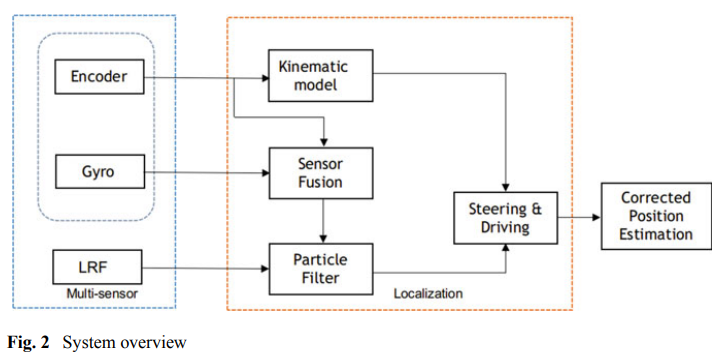 Encoder
Kinematic
model
Gyro
Sensor
Fusion
Steering &
Driving
Corrected
Position
Estimation
LRF
Particle
Filter
Multi-sensor
Localization
Fig. 2 System overview